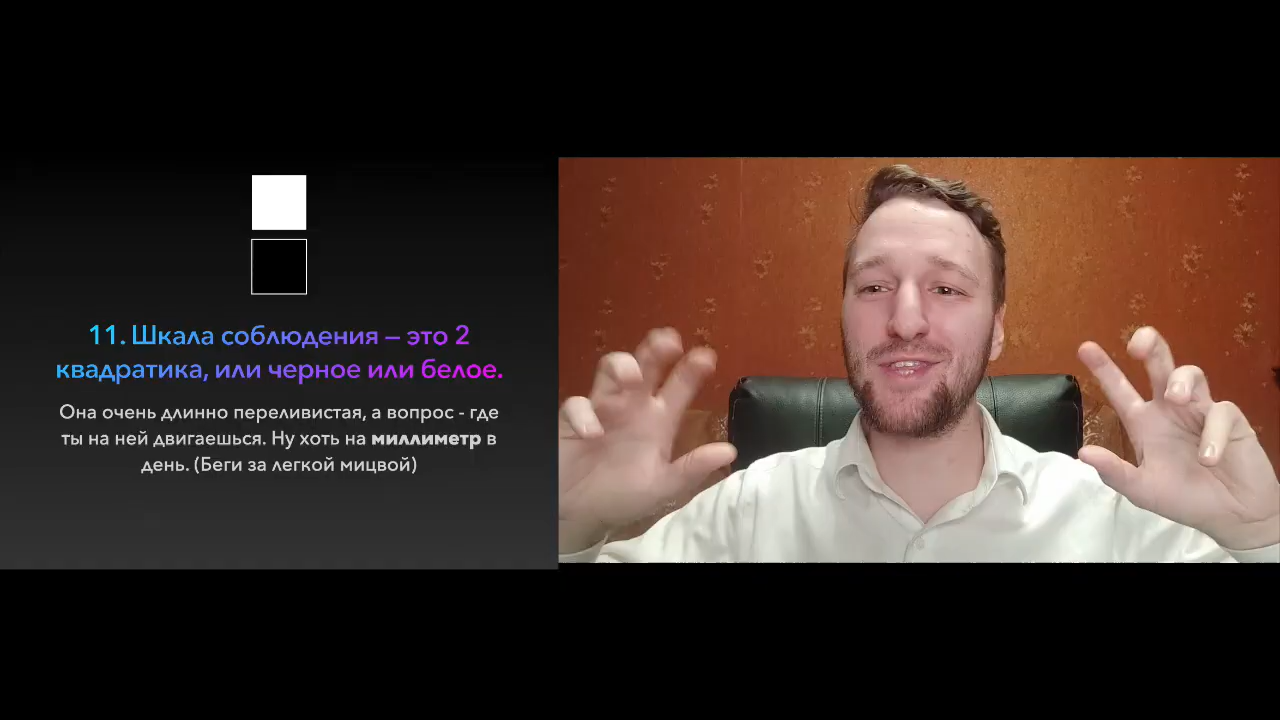 11. Шкала соблюдения – это 2
квадратика, или черное или белое.
Она очень длинно переливистая, а вопрос - где
ты на ней двигаешься. Ну хоть на миллиметр в
день. (Беги за легкой мицвой)